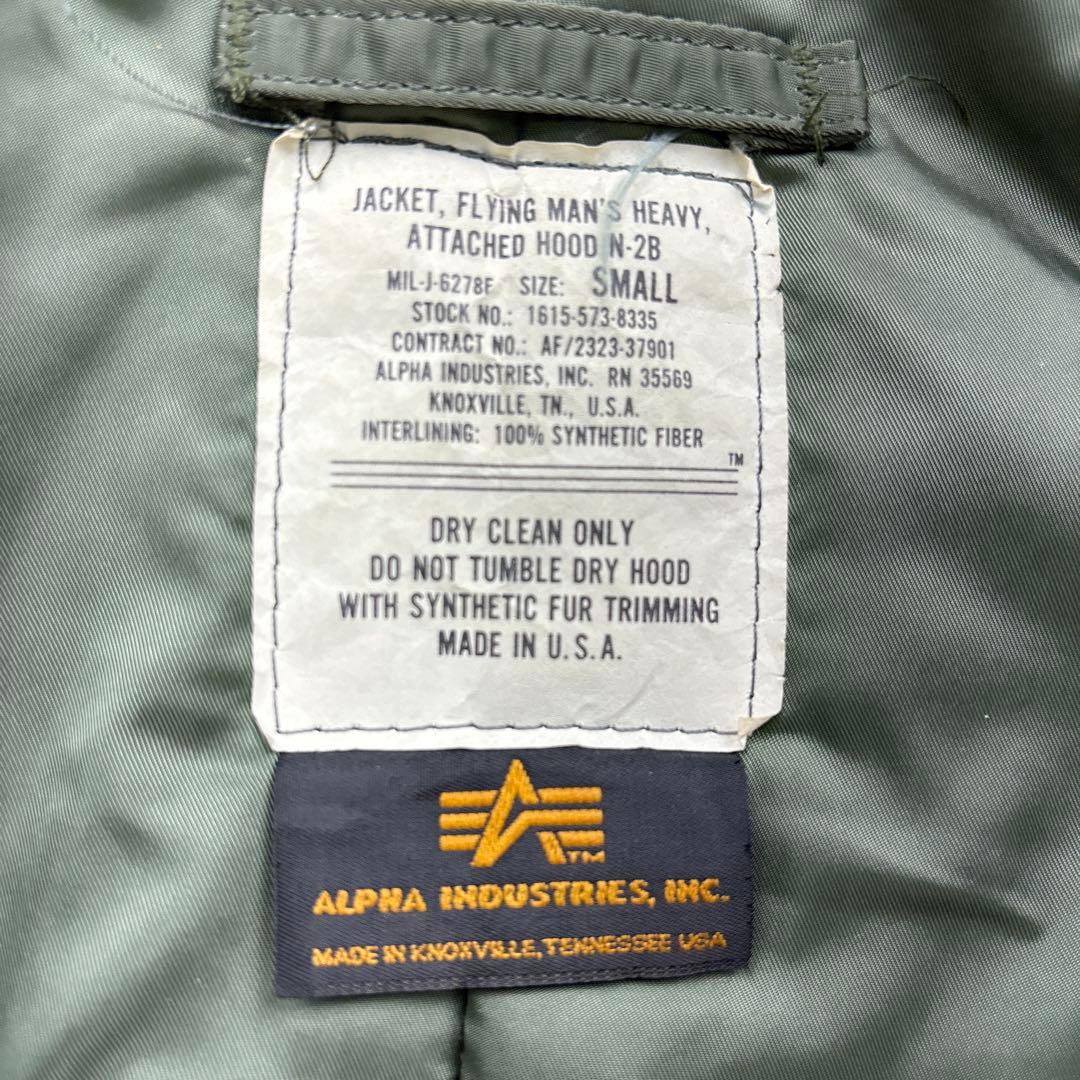 JACKET, FLYING MAN'S HEAVY,
ATTACHED HOOD N-2B
MIL-J-6278F SIZE: SMALL
STOCK NO.: 1615-573-8335
CONTRACT NO.: AF/2323-37901
ALPHA INDUSTRIES, INC. RN 35569
KNOXVILLE, TN., U.S.A.
INTERLINING: 100% SYNTHETIC FIBER
TM
DRY CLEAN ONLY
DO NOT TUMBLE DRY HOOD
WITH SYNTHETIC FUR TRIMMING
MADE IN U.S.A.
TM
ALPHA INDUSTRIES, INC.
MADE IN KNOXVILLE, TENNESSEE USA